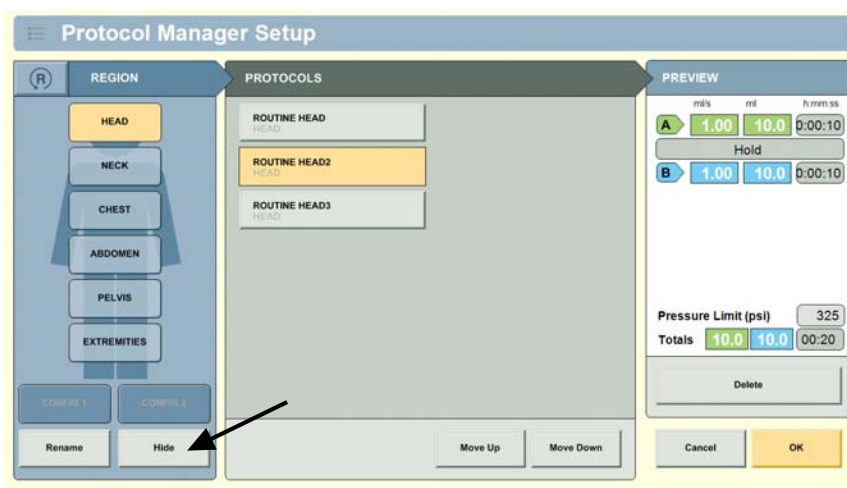 Protocol Manager Setup
R REGION
HEAD
NECK
CHEST
ABDOMEN
PELVIS
EXTREMITIES
CONFIG 1 CONFIG 2
Rename Hide
PROTOCOLS
ROUTINE HEAD
HEAD
ROUTINE HEAD2
HEAD
ROUTINE HEAD3
HEAD
Move Up Move Down
PREVIEW
ml/s ml h:mm:ss
A 1.00 10.0 0:00:10
Hold
B 1.00 10.0 0:00:10
Pressure Limit (psi) 325
Totals 10.0 10.0 00:20
Delete
Cancel OK